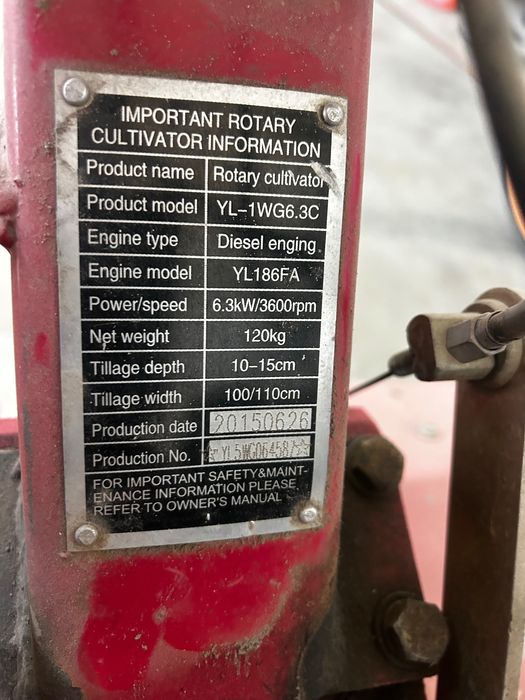 IMPORTANT ROTARY
CULTIVATOR INFORMATION
Product name Rotary cultivator
Product model YL-1WG6.3C
Engine type Diesel enging
Engine model YL186FA
Power/speed 6.3kW/3600rpm
Net weight 120kg
Tillage depth 10-15cm
Tillage width 100/110cm
Production date 20150626
Production No.
FOR IMPORTANT SAFETY&MAINT-
ENANCE INFORMATION PLEASE,
REFER TO OWNER'S MANUAL